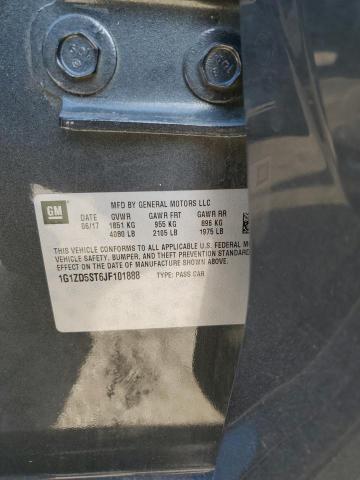 GM
MFD BY GENERAL MOTORS LLC
DATE GVWR GAWR FRT GAWR RR
06/17 1851 KG 955 KG 896 KG
4080 LB 2105 LB 1975 LB
THIS VEHICLE CONFORMS TO ALL APPLICABLE U.S. FEDERAL
VEHICLE SAFETY, BUMPER, AND THEFT PREVENTION STANDARD
IN EFFECT ON THE DATE OF MANUFACTURE SHOWN ABOVE.
1G1ZD5ST6JF101888 TYPE: PASS CAR